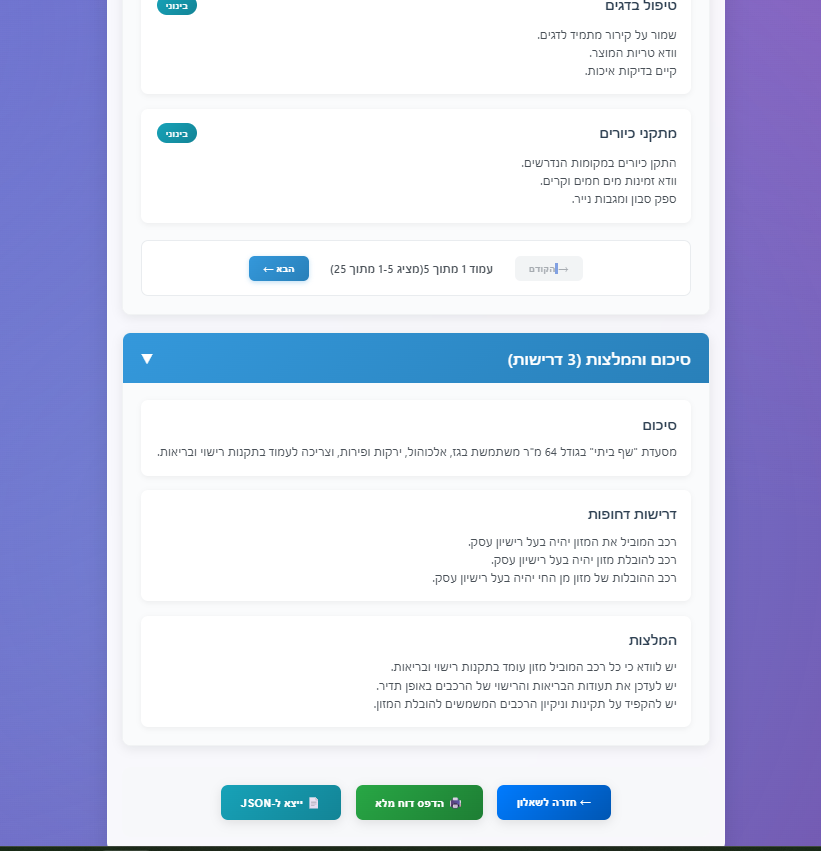 טיפול בדגים
בינוני
שמור על קירור מתמיד לדגים.
וודא טריות המוצר.
קיים בדיקות איכות.
מתקני כיורים
בינוני
התקן כיורים במקומות הנדרשים.
וודא זמינות מים חמים וקרים.
ספק סבון ומגבות נייר.
→ הקודם
עמוד 1 מתוך 5(מציג 1-5 מתוך 25)
הבא ←
סיכום והמלצות (3 דרישות)
▼
סיכום
מסעדת "שף ביתי" בגודל 64 מ"ר משתמשת בגז, אלכוהול, ירקות ופירות, וצריכה לעמוד בתקנות רישוי ובריאות.
דרישות דחופות
רכב המוביל את המזון יהיה בעל רישיון עסק.
רכב להובלת מזון יהיה בעל רישיון עסק.
רכב ההובלות של מזון מן החי יהיה בעל רישיון עסק.
המלצות
יש לוודא כי כל רכב המוביל מזון עומד בתקנות רישוי ובריאות.
יש לעדכן את תעודות הבריאות והרישוי של הרכבים באופן תדיר.
יש להקפיד על תקינות וניקיון הרכבים המשמשים להובלת המזון.
← חזרה לשאלון
🖨️ הדפס דוח מלא
📄 ייצא ל-JSON